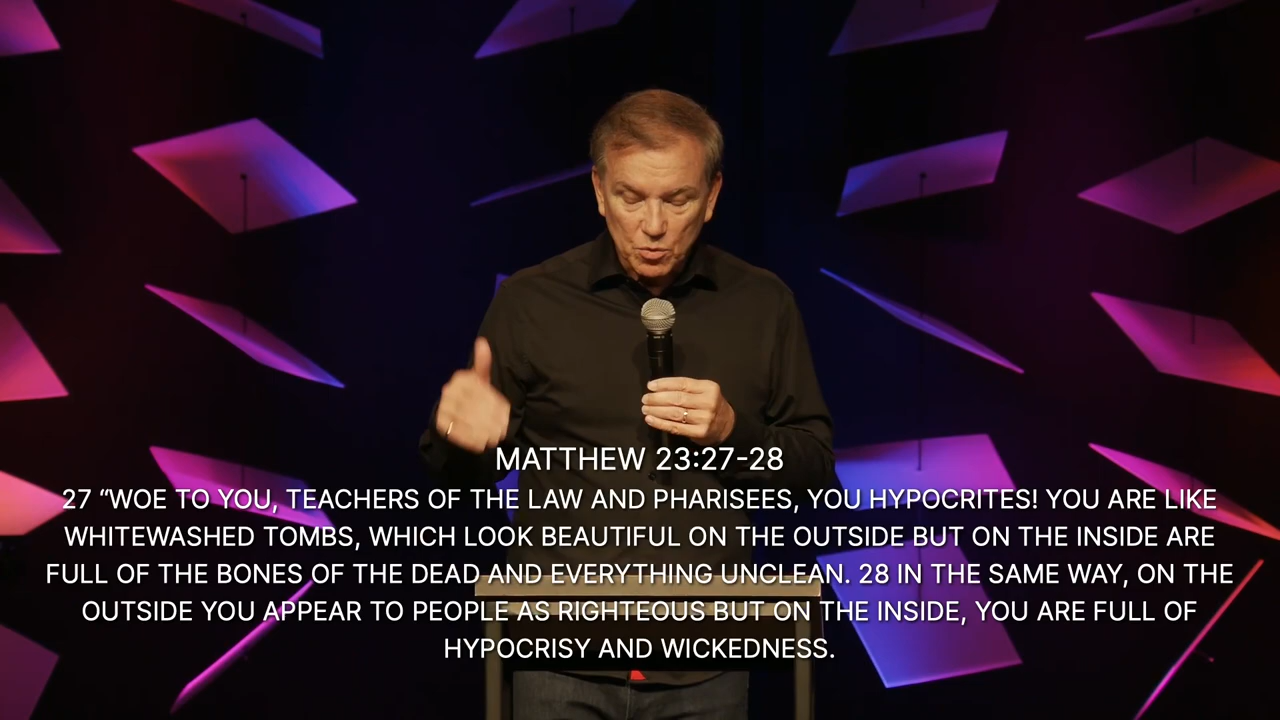 MATTHEW 23:27-28
27 “WOE TO YOU, TEACHERS OF THE LAW AND PHARISEES, YOU HYPOCRITES! YOU ARE LIKE
WHITEWASHED TOMBS, WHICH LOOK BEAUTIFUL ON THE OUTSIDE BUT ON THE INSIDE ARE
FULL OF THE BONES OF THE DEAD AND EVERYTHING UNCLEAN. 28 IN THE SAME WAY, ON THE
OUTSIDE YOU APPEAR TO PEOPLE AS RIGHTEOUS BUT ON THE INSIDE, YOU ARE FULL OF
HYPOCRISY AND WICKEDNESS.